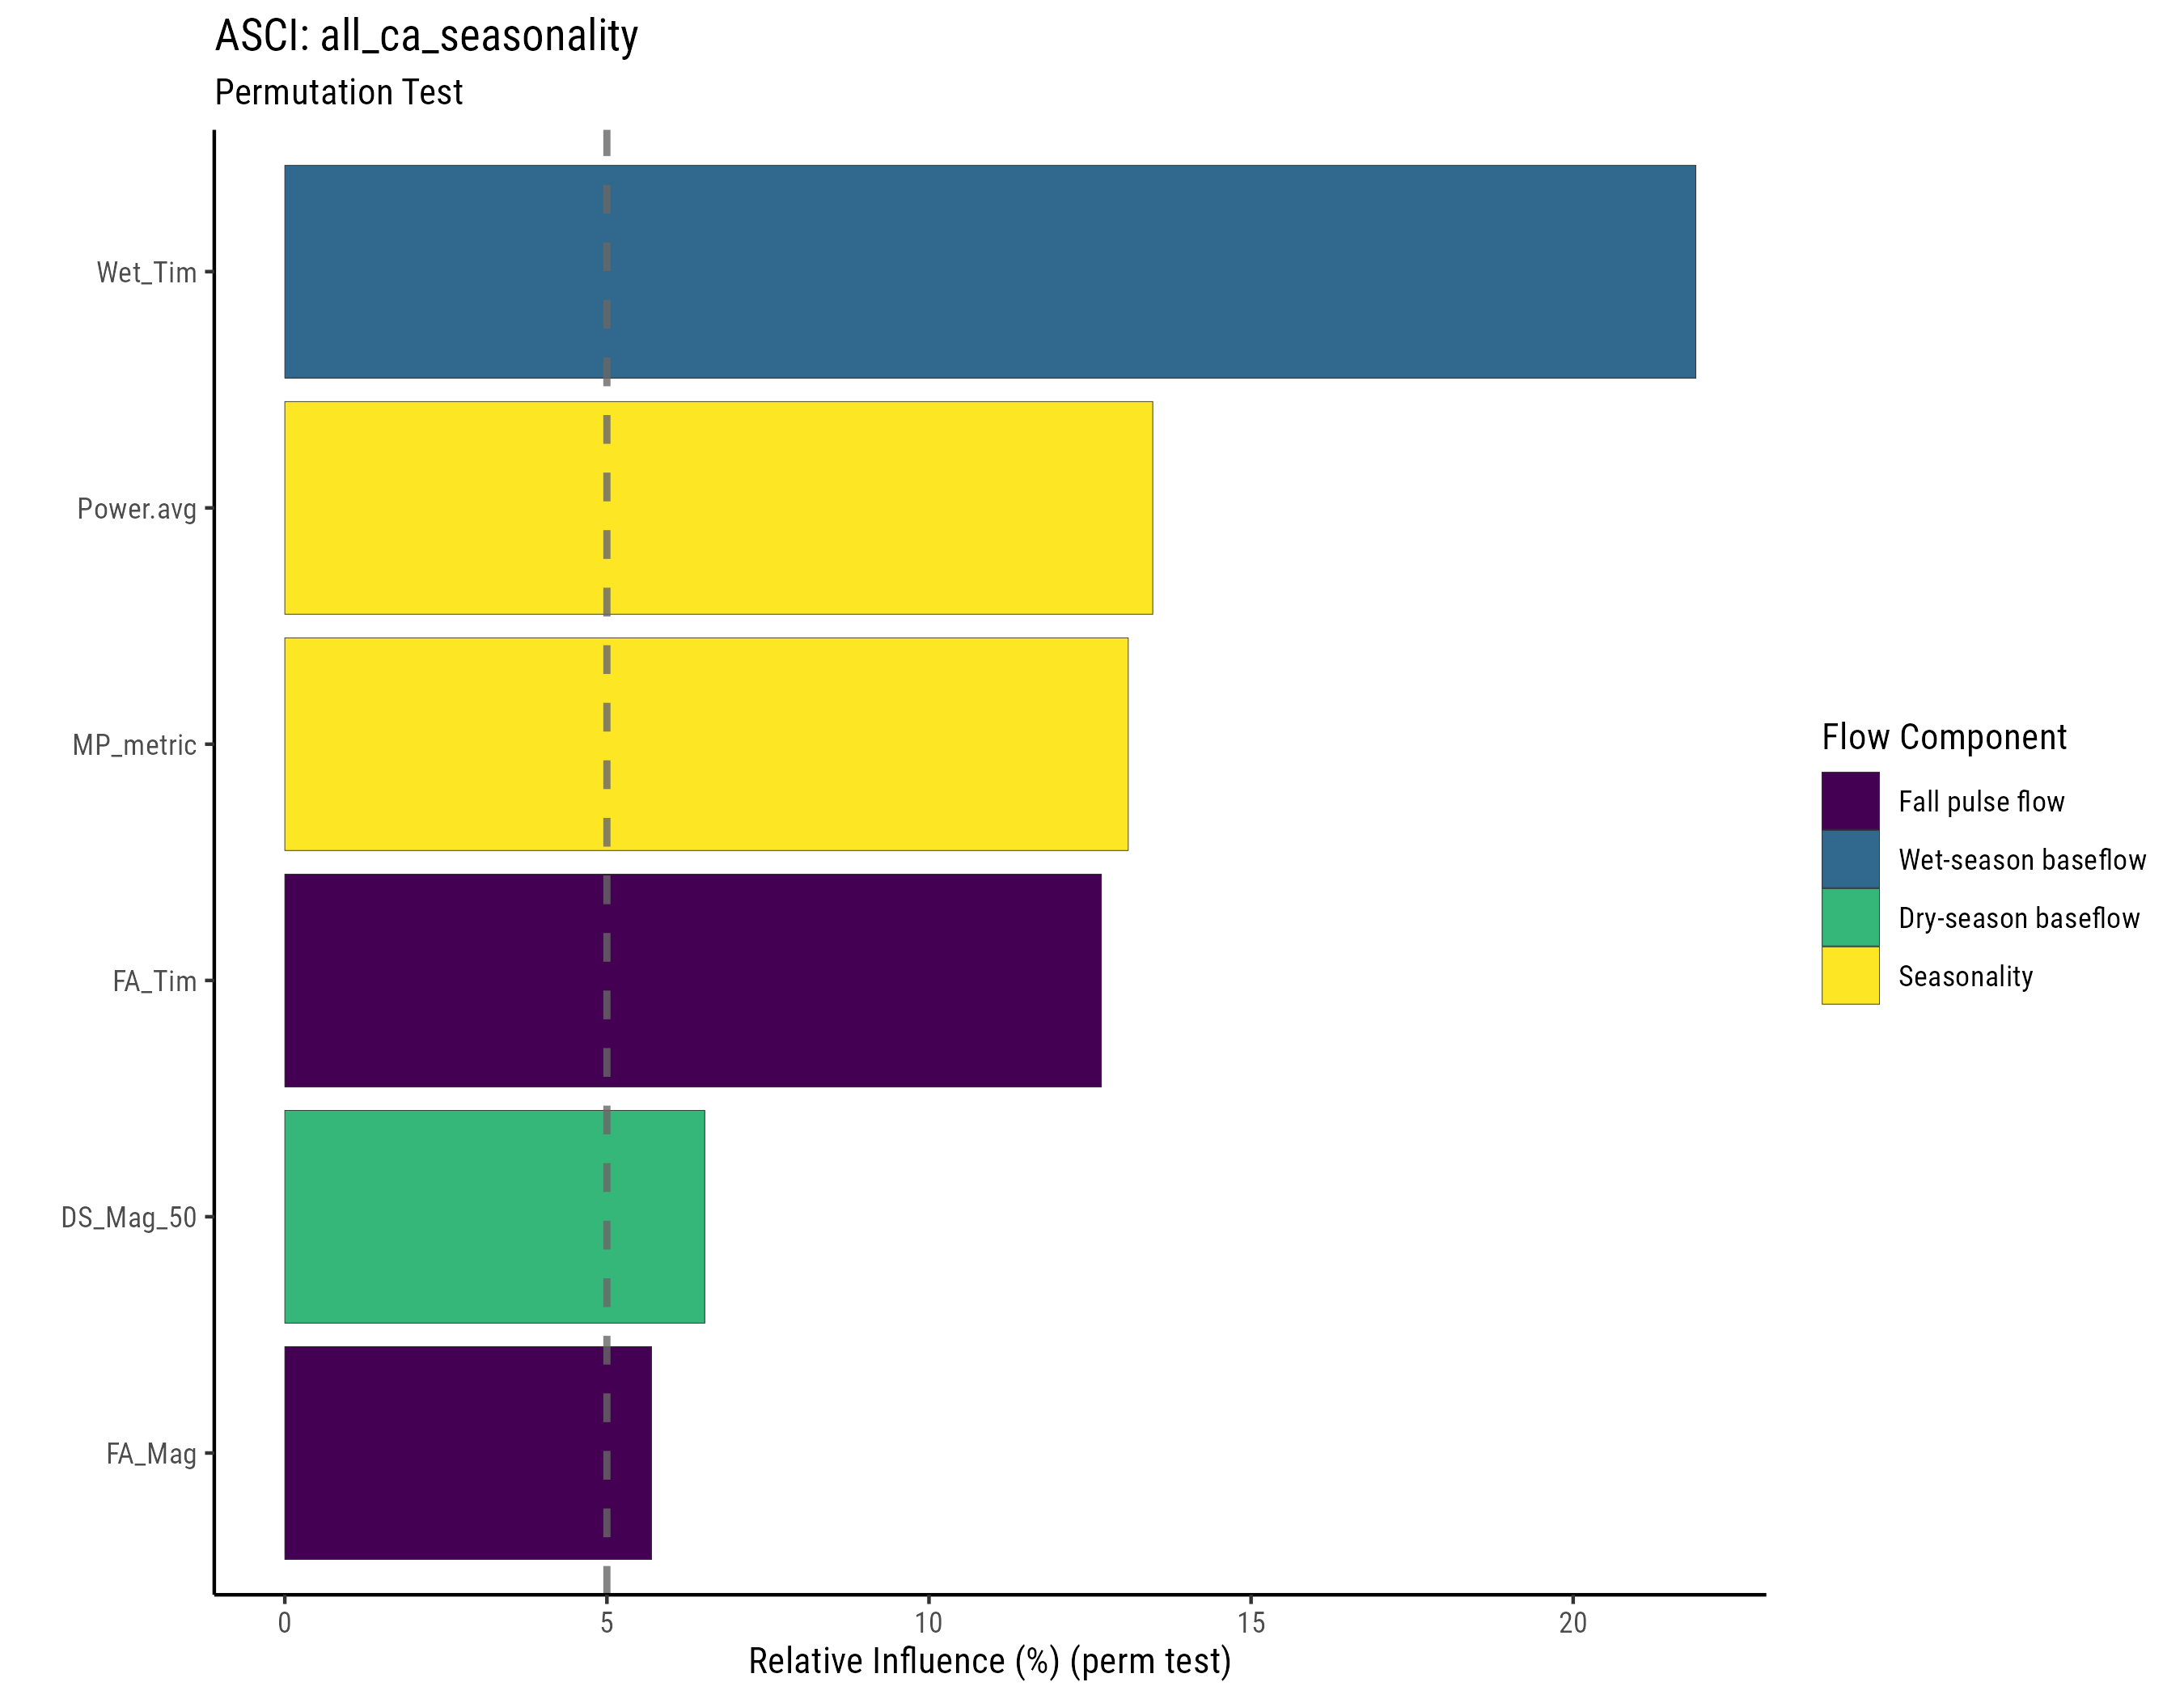 ASCI: all_ca_seasonality
Permutation Test
Wet_Tim
Power.avg
MP_metric
FA_Tim
DS_Mag_50
FA_Mag
0 5 10 15 20
Relative Influence (%) (perm test)
Flow Component
Fall pulse flow
Wet-season baseflow
Dry-season baseflow
Seasonality